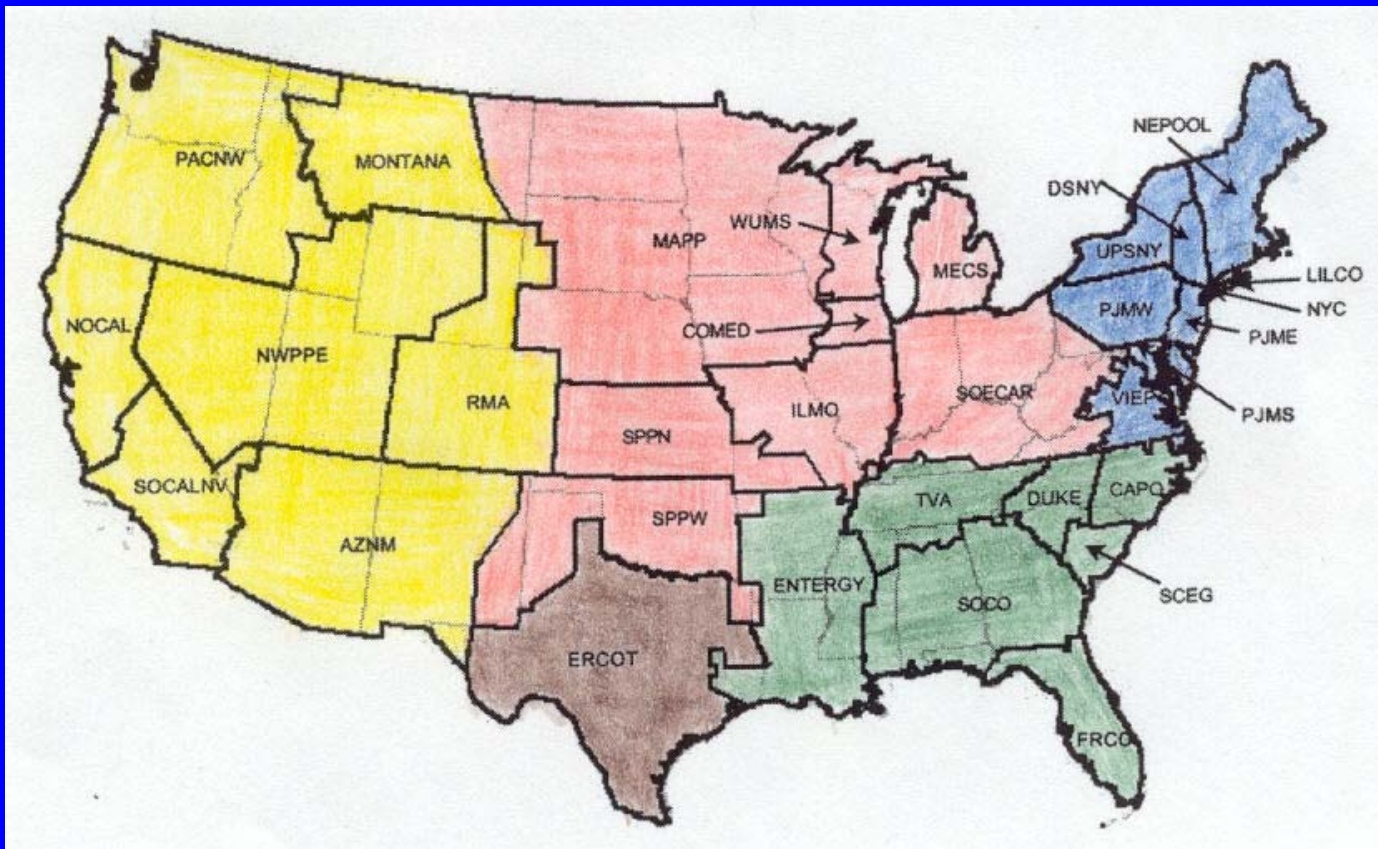 NEPOOL
PACNW
MONTANA
DSNY
WUMS
MAPP
UPSNY
MECS
LILCO
NYC
PJMW
NOCAL
COMED
PJME
NWPPE
RMA
ILMO
SOECAR
VIEP
PJMS
SPPN
SOCALNV
TVA
DUKE
CAPO
SPPW
AZNM
ENTERGY
SCEG
SOCO
ERCOT
FRCC